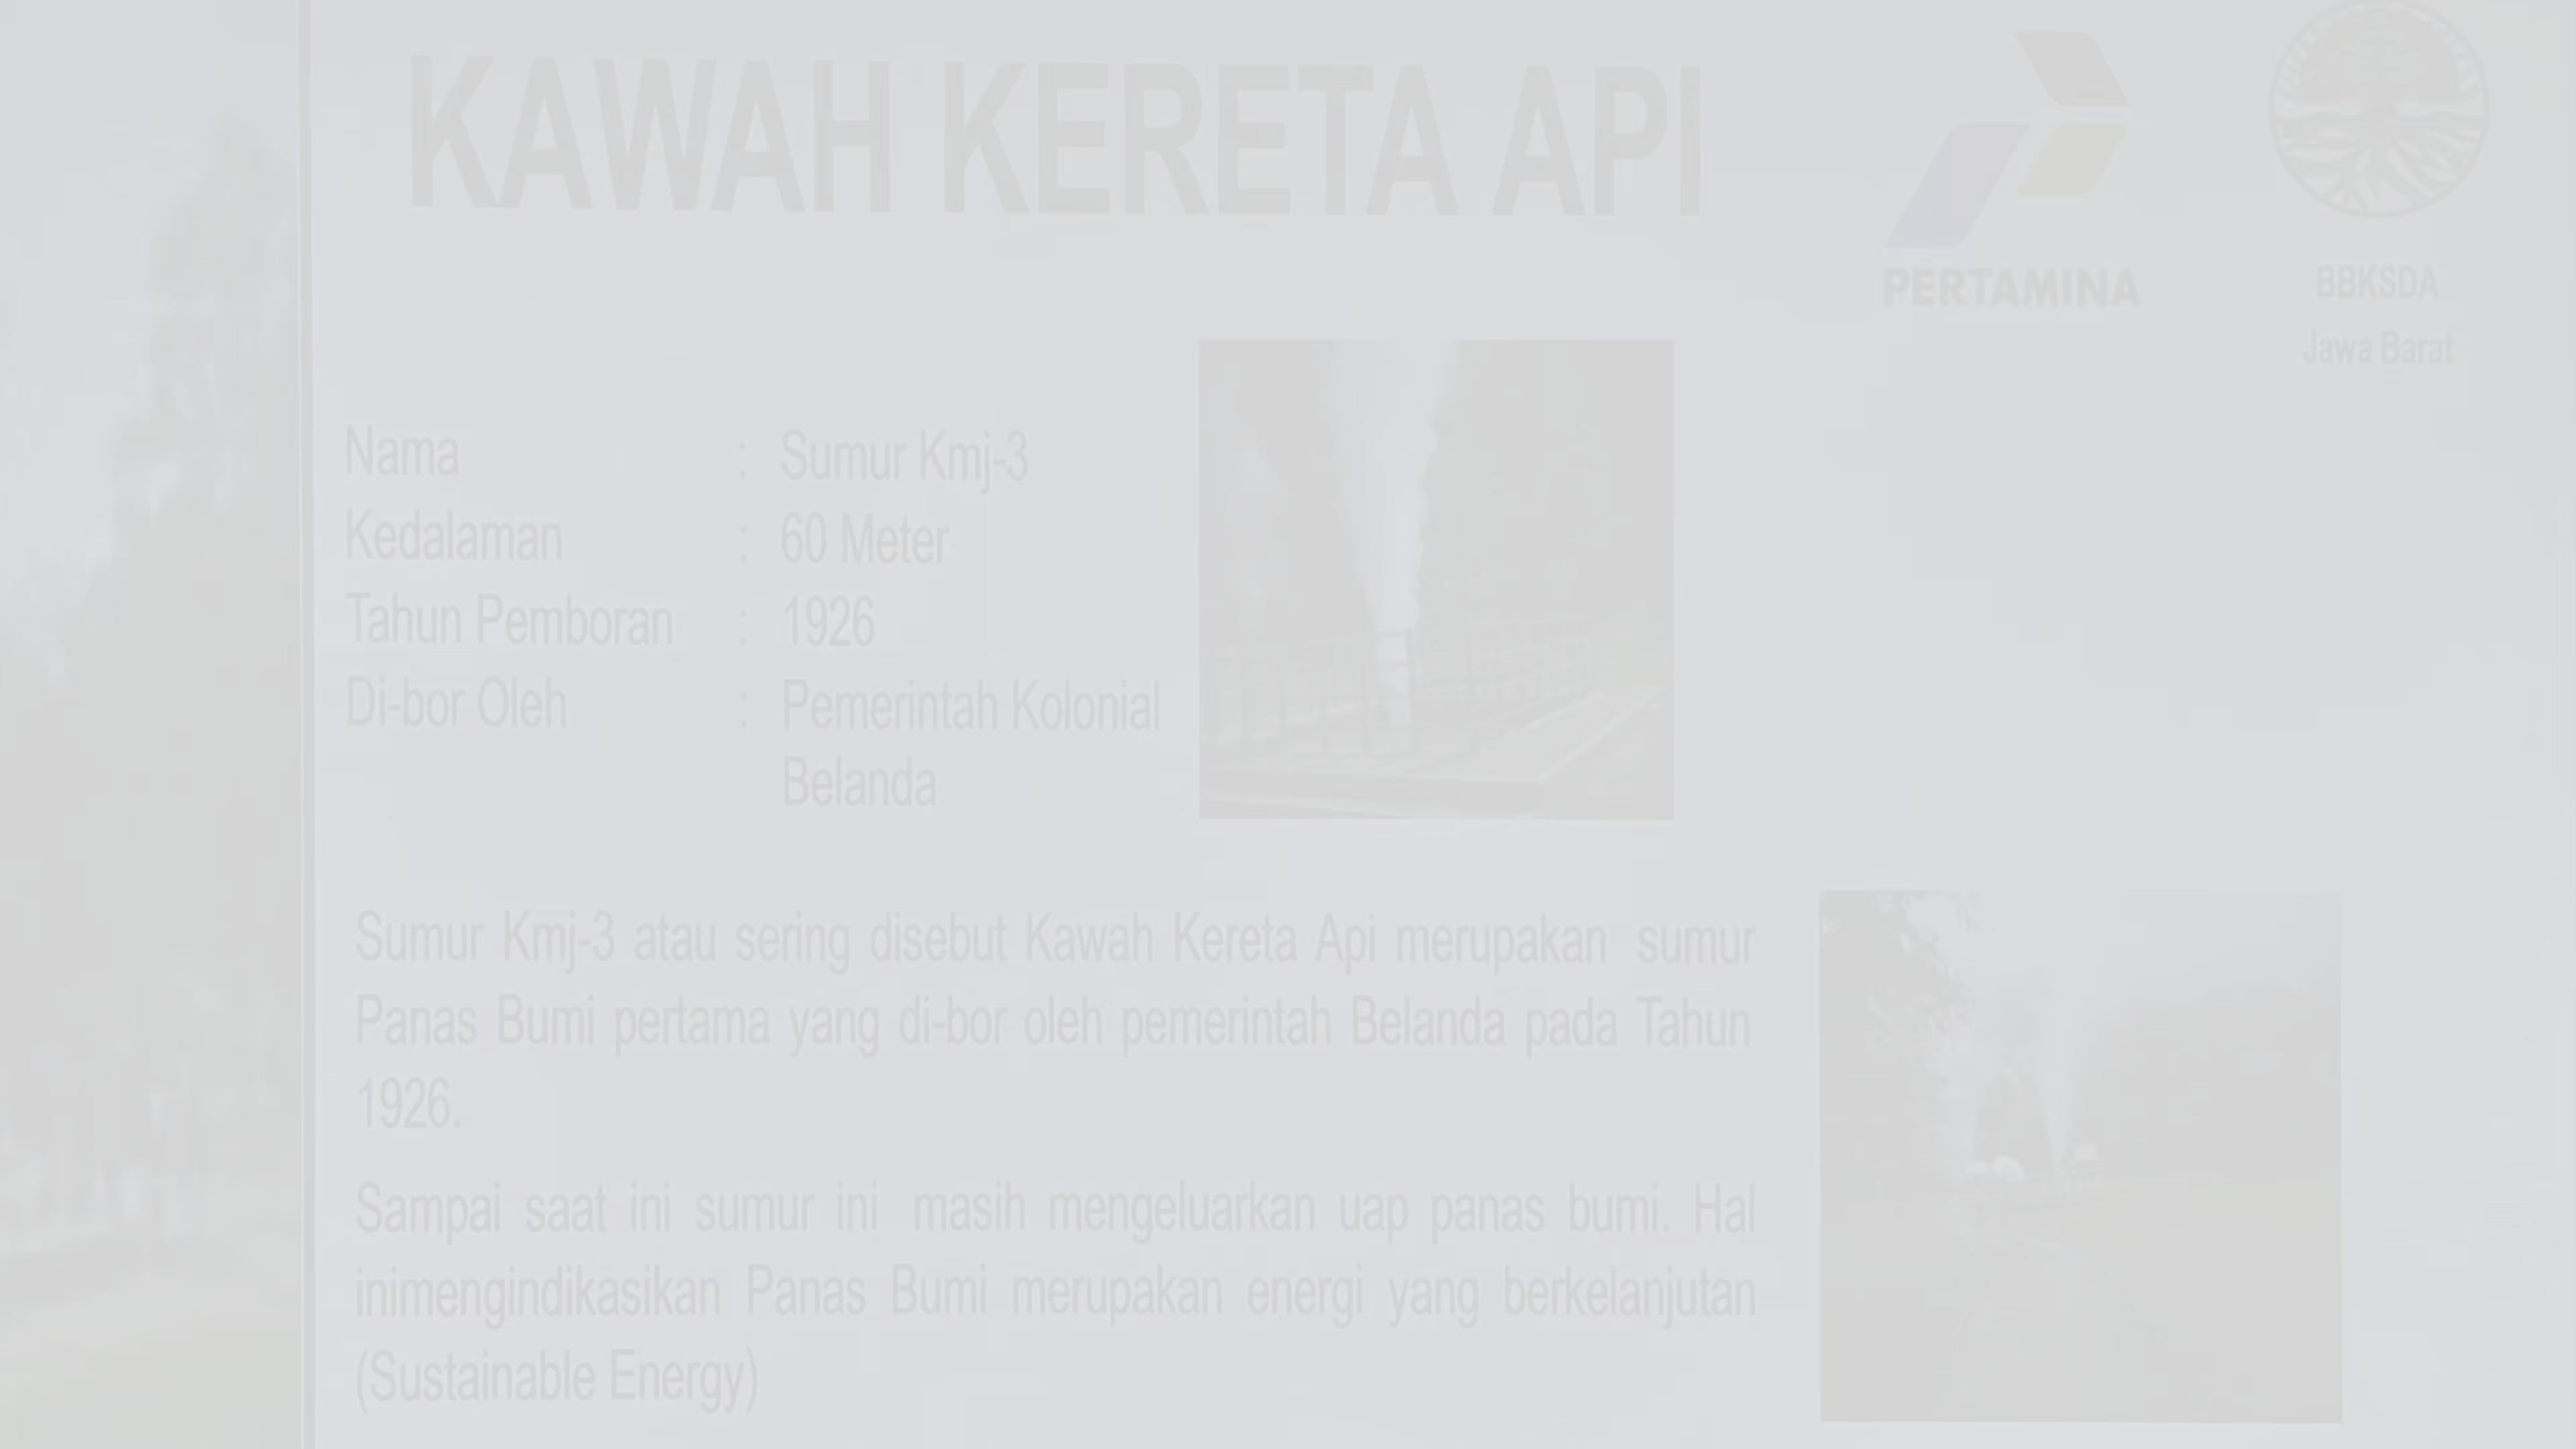 KAWAH KERETA API
PERTAMINA
BBKSDA
Jawa Barat
Nama : Sumur Kmj-3
Kedalaman : 60 Meter
Tahun Pemboran : 1926
Di-bor Oleh : Pemerintah Kolonial
Belanda
Sumur Kmj-3 atau sering disebut Kawah Kereta Api merupakan sumur
Panas Bumi pertama yang di-bor oleh pemerintah Belanda pada Tahun
1926.
Sampai saat ini sumur ini masih mengeluarkan uap panas bumi. Hal
inimengindikasikan Panas Bumi merupakan energi yang berkelanjutan
(Sustainable Energy)